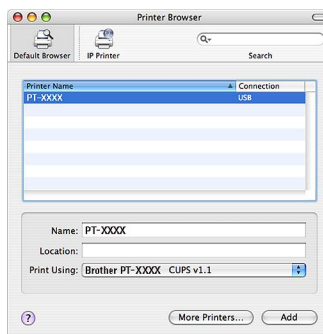 Printer Browser
Default Browser
IP Printer
Search
Printer Name Connection
PT-XXXX USB
Name: PT-XXXX
Location:
Print Using: Brother PT-XXXX CUPS v1.1
? More Printers... Add